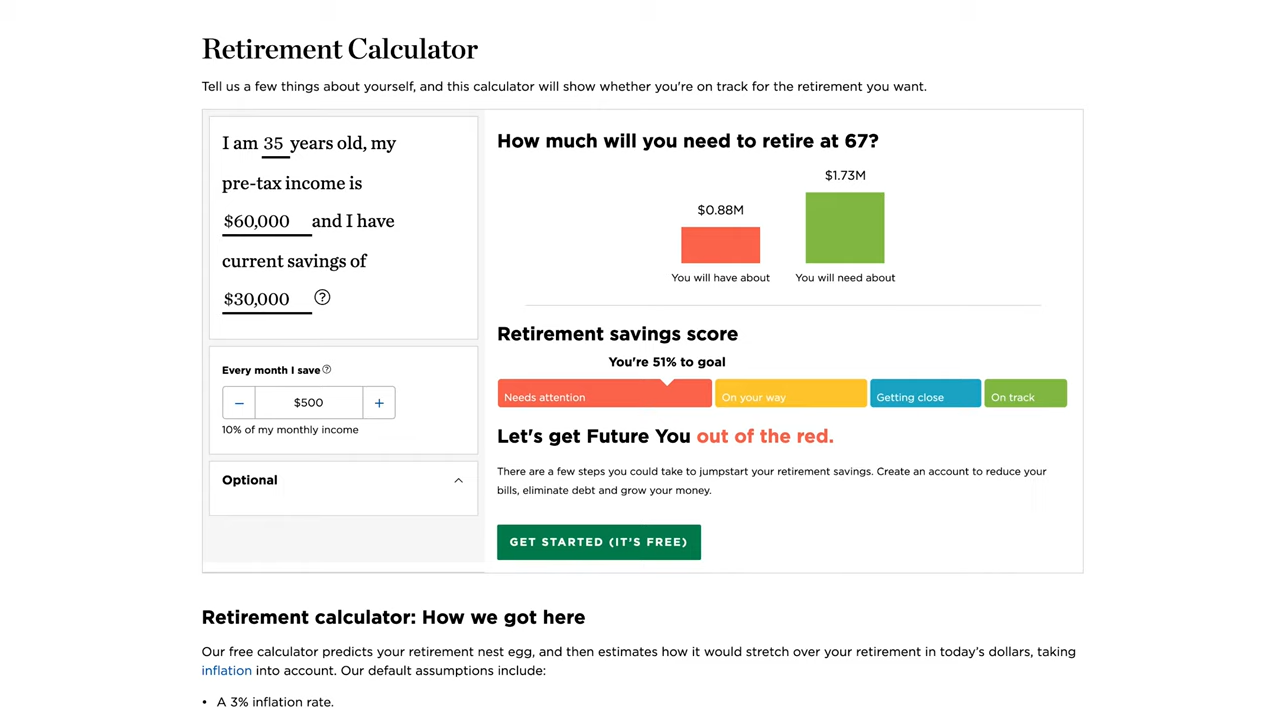 Retirement Calculator
Tell us a few things about yourself, and this calculator will show whether you're on track for the retirement you want.
I am 35 years old, my
pre-tax income is
$60,000 and I have
current savings of
$30,000 ?
Every month I save ?
− $500 +
10% of my monthly income
Optional
How much will you need to retire at 67?
$1.73M
$0.88M
You will have about
You will need about
Retirement savings score
You're 51% to goal
Needs attention
On your way
Getting close
On track
Let's get Future You out of the red.
There are a few steps you could take to jumpstart your retirement savings. Create an account to reduce your
bills, eliminate debt and grow your money.
GET STARTED (IT'S FREE)
Retirement calculator: How we got here
Our free calculator predicts your retirement nest egg, and then estimates how it would stretch over your retirement in today's dollars, taking
inflation into account. Our default assumptions include:
• A 3% inflation rate.